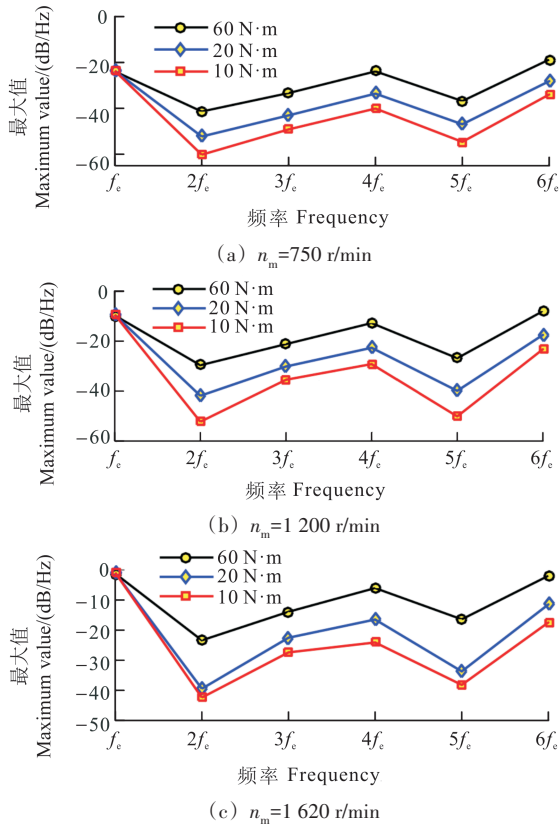 0
−20
−40
−60
最大值
Maximum value/(dB/Hz)
60 N·m
20 N·m
10 N·m
fe 2fe 3fe 4fe 5fe 6fe
频率 Frequency
(a) nm=750 r/min
0
−20
−40
−60
最大值
Maximum value/(dB/Hz)
60 N·m
20 N·m
10 N·m
fe 2fe 3fe 4fe 5fe 6fe
频率 Frequency
(b) nm=1 200 r/min
0
−10
−20
−30
−40
−50
最大值
Maximum value/(dB/Hz)
60 N·m
20 N·m
10 N·m
fe 2fe 3fe 4fe 5fe 6fe
频率 Frequency
(c) nm=1 620 r/min